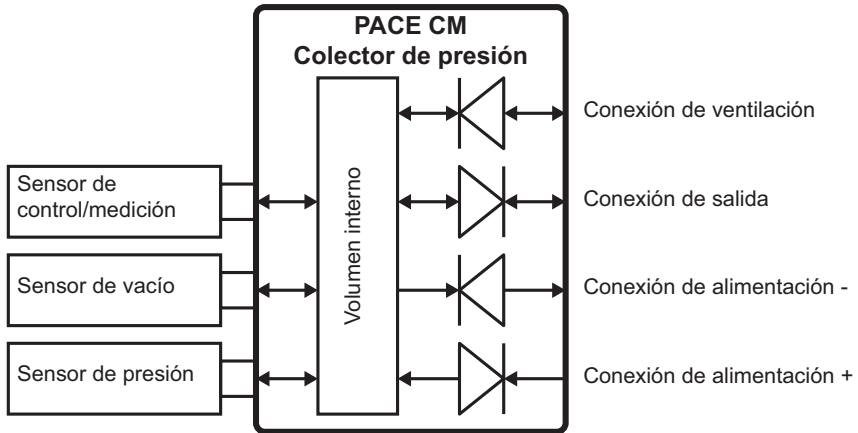 PACE CM
Colector de presión
Sensor de
control/medición
Sensor de vacío
Sensor de presión
Volumen interno
Conexión de ventilación
Conexión de salida
Conexión de alimentación -
Conexión de alimentación +